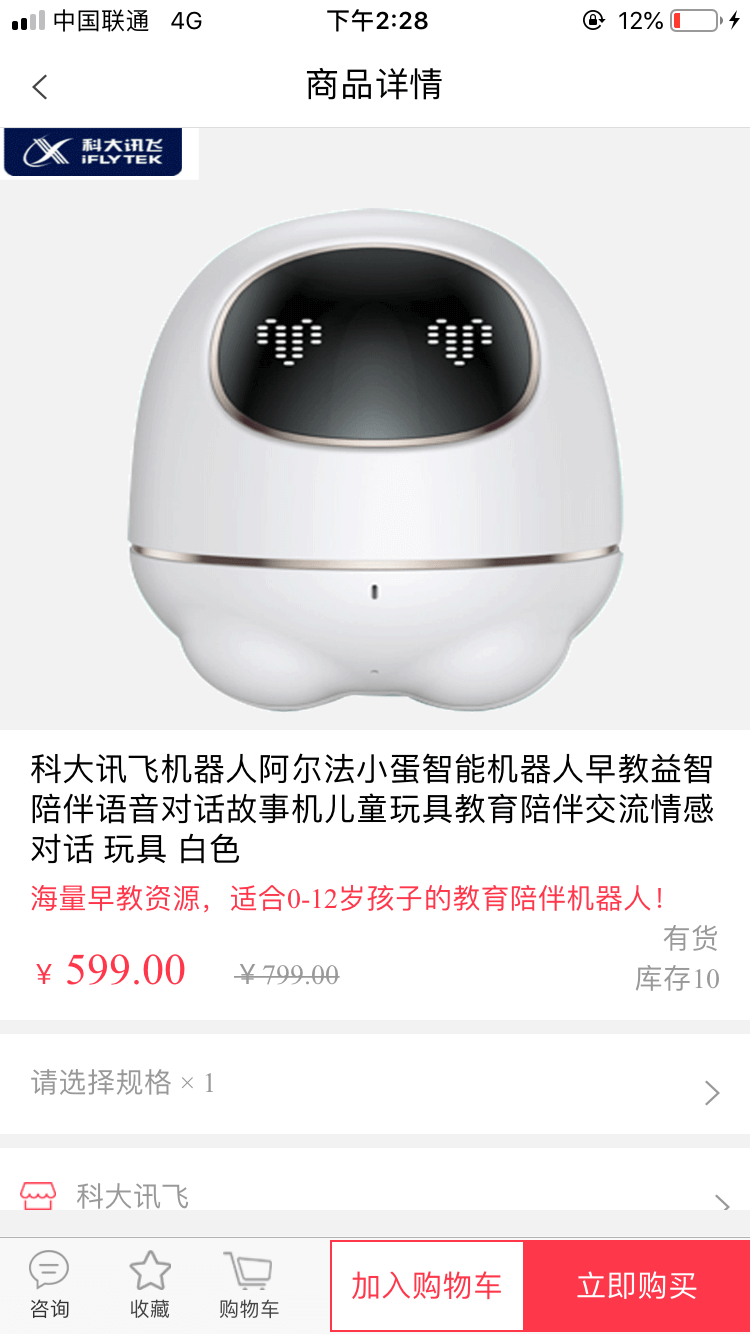 中国联通 4G 下午2:28 12%
商品详情
科大讯飞
iFLYTEK
科大讯飞机器人阿尔法小蛋智能机器人早教益智
陪伴语音对话故事机儿童玩具教育陪伴交流情感
对话 玩具 白色
海量早教资源，适合0-12岁孩子的教育陪伴机器人！
有货
¥ 599.00 ¥799.00 库存10
请选择规格 × 1
科大讯飞
咨询 收藏 购物车 加入购物车 立即购买